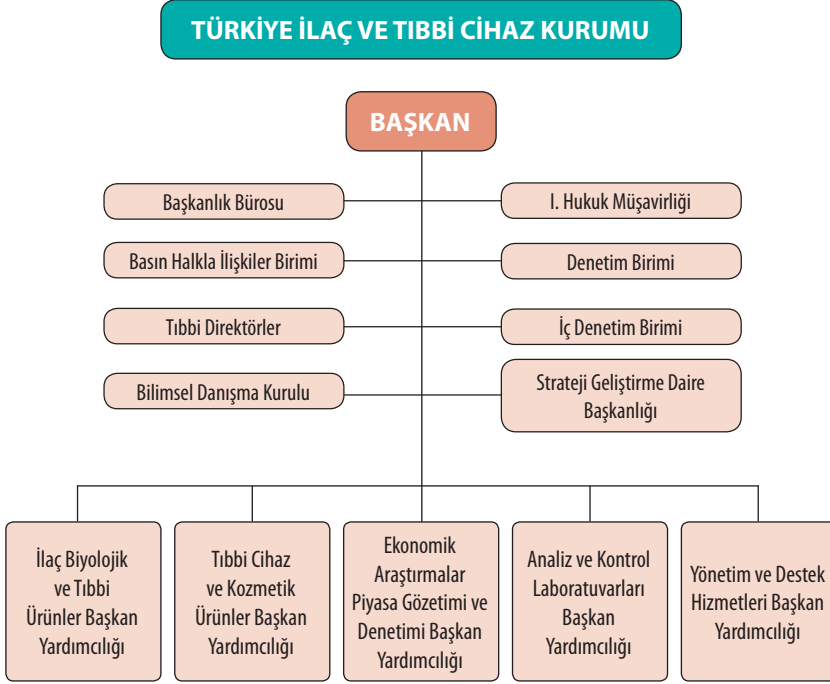 TÜRKİYE İLAÇ VE TIBBİ CİHAZ KURUMU
BAŞKAN
Başkanlık Bürosu
I. Hukuk Müşavirliği
Basın Halkla İlişkiler Birimi
Denetim Birimi
Tıbbi Direktörler
İç Denetim Birimi
Bilimsel Danışma Kurulu
Strateji Geliştirme Daire
Başkanlığı
İlaç Biyolojik
ve Tıbbi
Ürünler Başkan
Yardımcılığı
Tıbbi Cihaz
ve Kozmetik
Ürünler Başkan
Yardımcılığı
Ekonomik
Araştırmalar
Piyasa Gözetimi ve
Denetimi Başkan
Yardımcılığı
Analiz ve Kontrol
Laboratuvarları
Başkan
Yardımcılığı
Yönetim ve Destek
Hizmetleri Başkan
Yardımcılığı